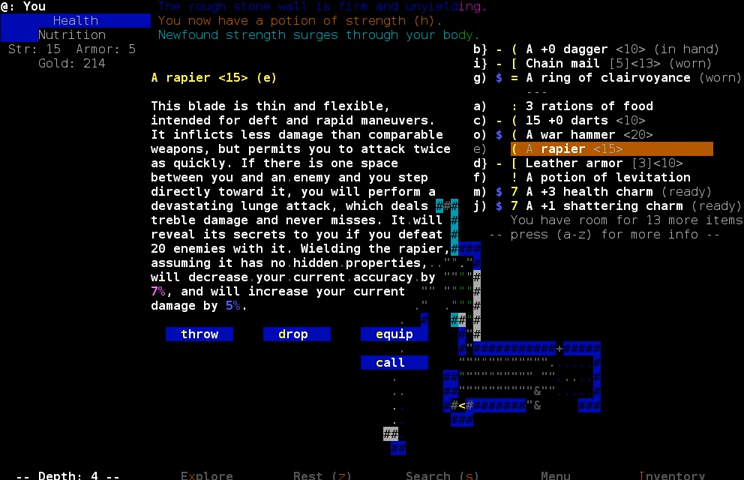 @: You
The rough stone wall is firm and unyielding.
Health
You now have a potion of strength (h).
Nutrition
Newfound strength surges through your body.
Str: 15 Armor: 5
b} - ( A +0 dagger <10> (in hand)
Gold: 214
i} - [ Chain mail [5]<13> (worn)
A rapier <15> (e)
g) $ = A ring of clairvoyance (worn)
---
This blade is thin and flexible,
a) : 3 rations of food
intended for deft and rapid maneuvers.
c) - ( 15 +0 darts <10>
It inflicts less damage than comparable
o) $ ( A war hammer <20>
weapons, but permits you to attack twice
e) ( A rapier <15>
as quickly. If there is one space
d} - [ Leather armor [3]<10>
between you and an enemy and you step
f) ! A potion of levitation
directly toward it, you will perform a
m) $ 7 A +3 health charm (ready)
devastating lunge attack, which deals
j) $ 7 A +1 shattering charm (ready)
treble damage and never misses. It will
You have room for 13 more items
reveal its secrets to you if you defeat
-- press (a-z) for more info --
20 enemies with it. Wielding the rapier,
assuming it has no hidden properties,
will decrease your current accuracy by
7%, and will increase your current
damage by 5%.
throw drop equip
call
-- Depth: 4 --
Explore Rest (z) Search (s) Menu Inventory